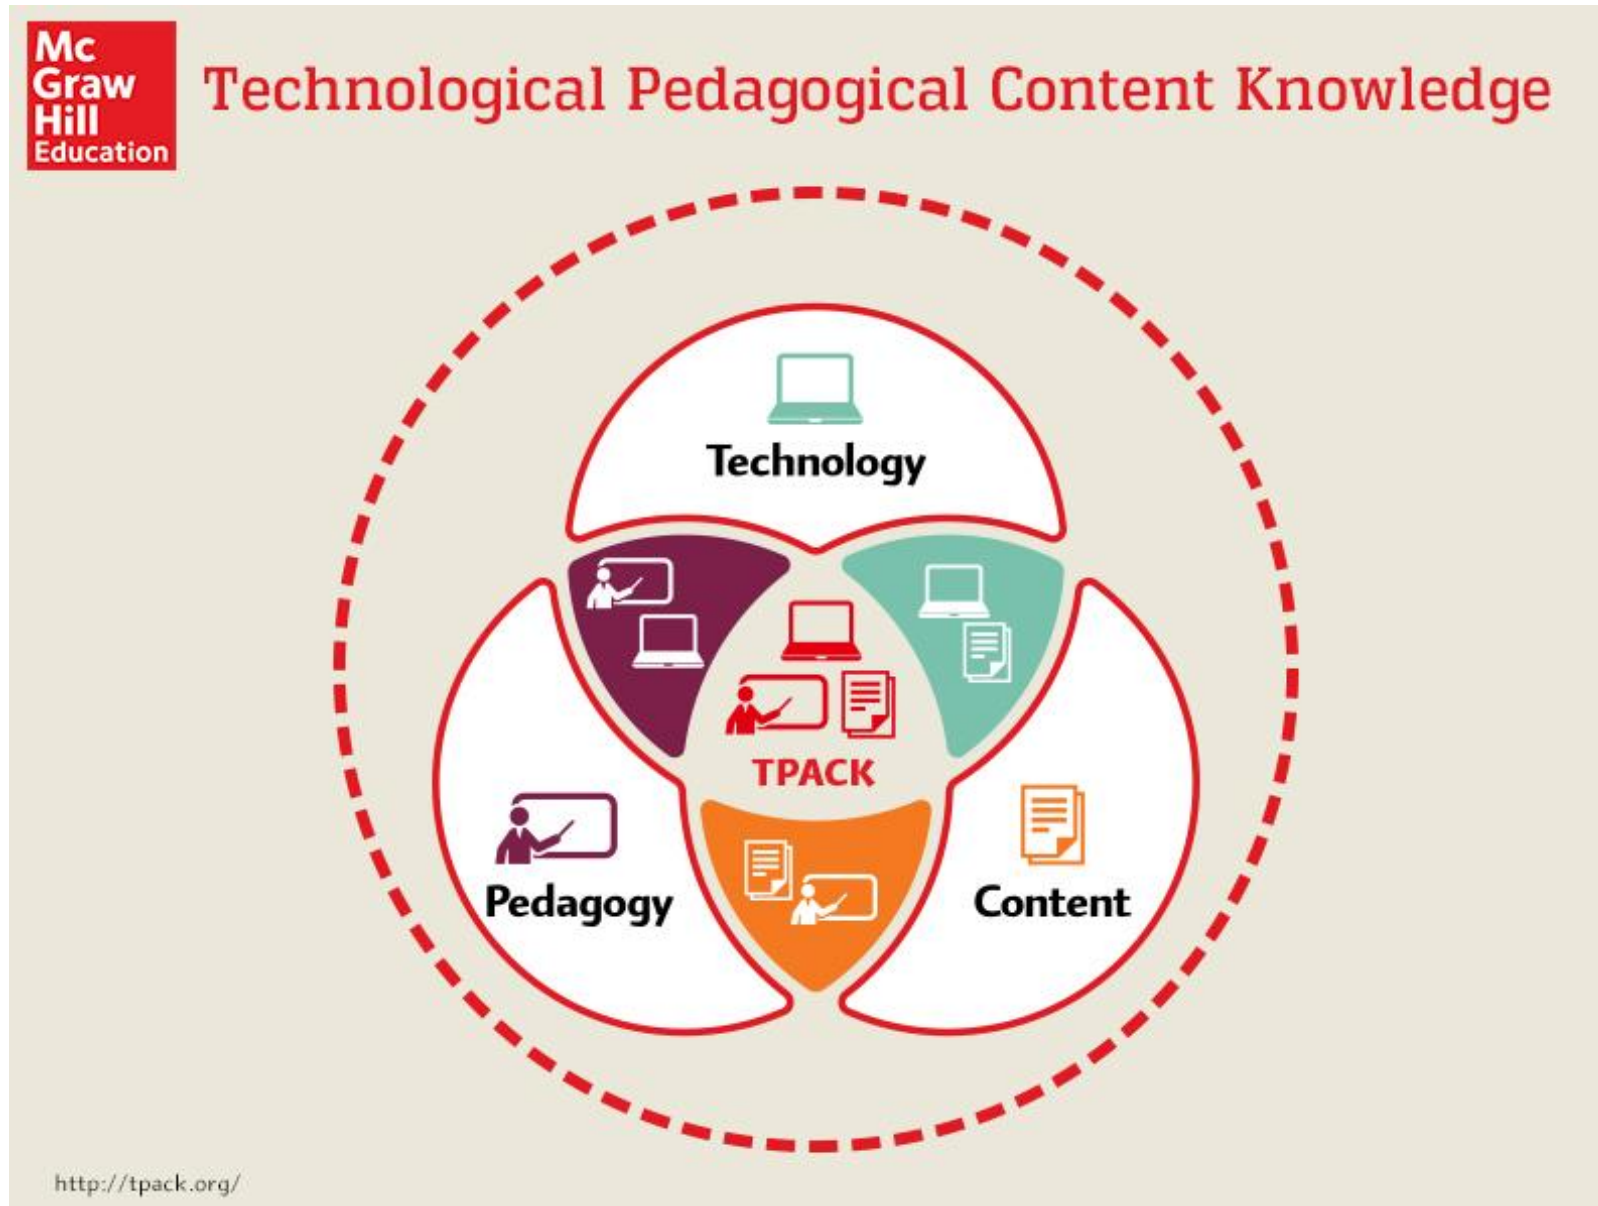 Mc
Graw
Hill
Education
Technological Pedagogical Content Knowledge
Technology
TPACK
Pedagogy
Content
http://tpack.org/